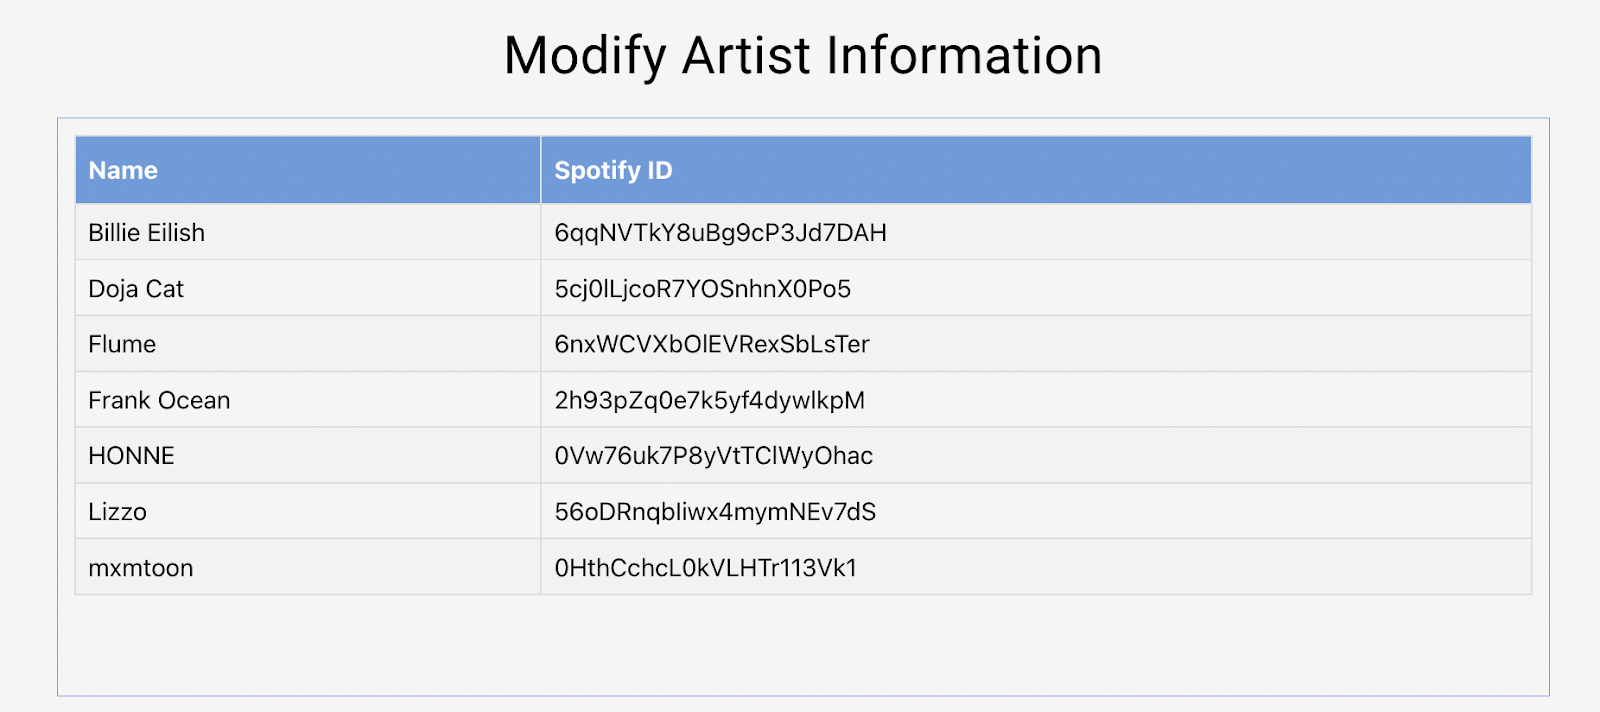 Modify Artist Information
Name Spotify ID
Billie Eilish 6qqNVTkY8uBg9cP3Jd7DAH
Doja Cat 5cj0lLjcoR7YOSnhnX0Po5
Flume 6nxWCVXbOlEVRexSbLsTer
Frank Ocean 2h93pZq0e7k5yf4dywlkpM
HONNE 0Vw76uk7P8yVtTClWyOhac
Lizzo 56oDRnqbIiwx4mymNEv7dS
mxmtoon 0HthCchcL0kVLHTr113Vk1